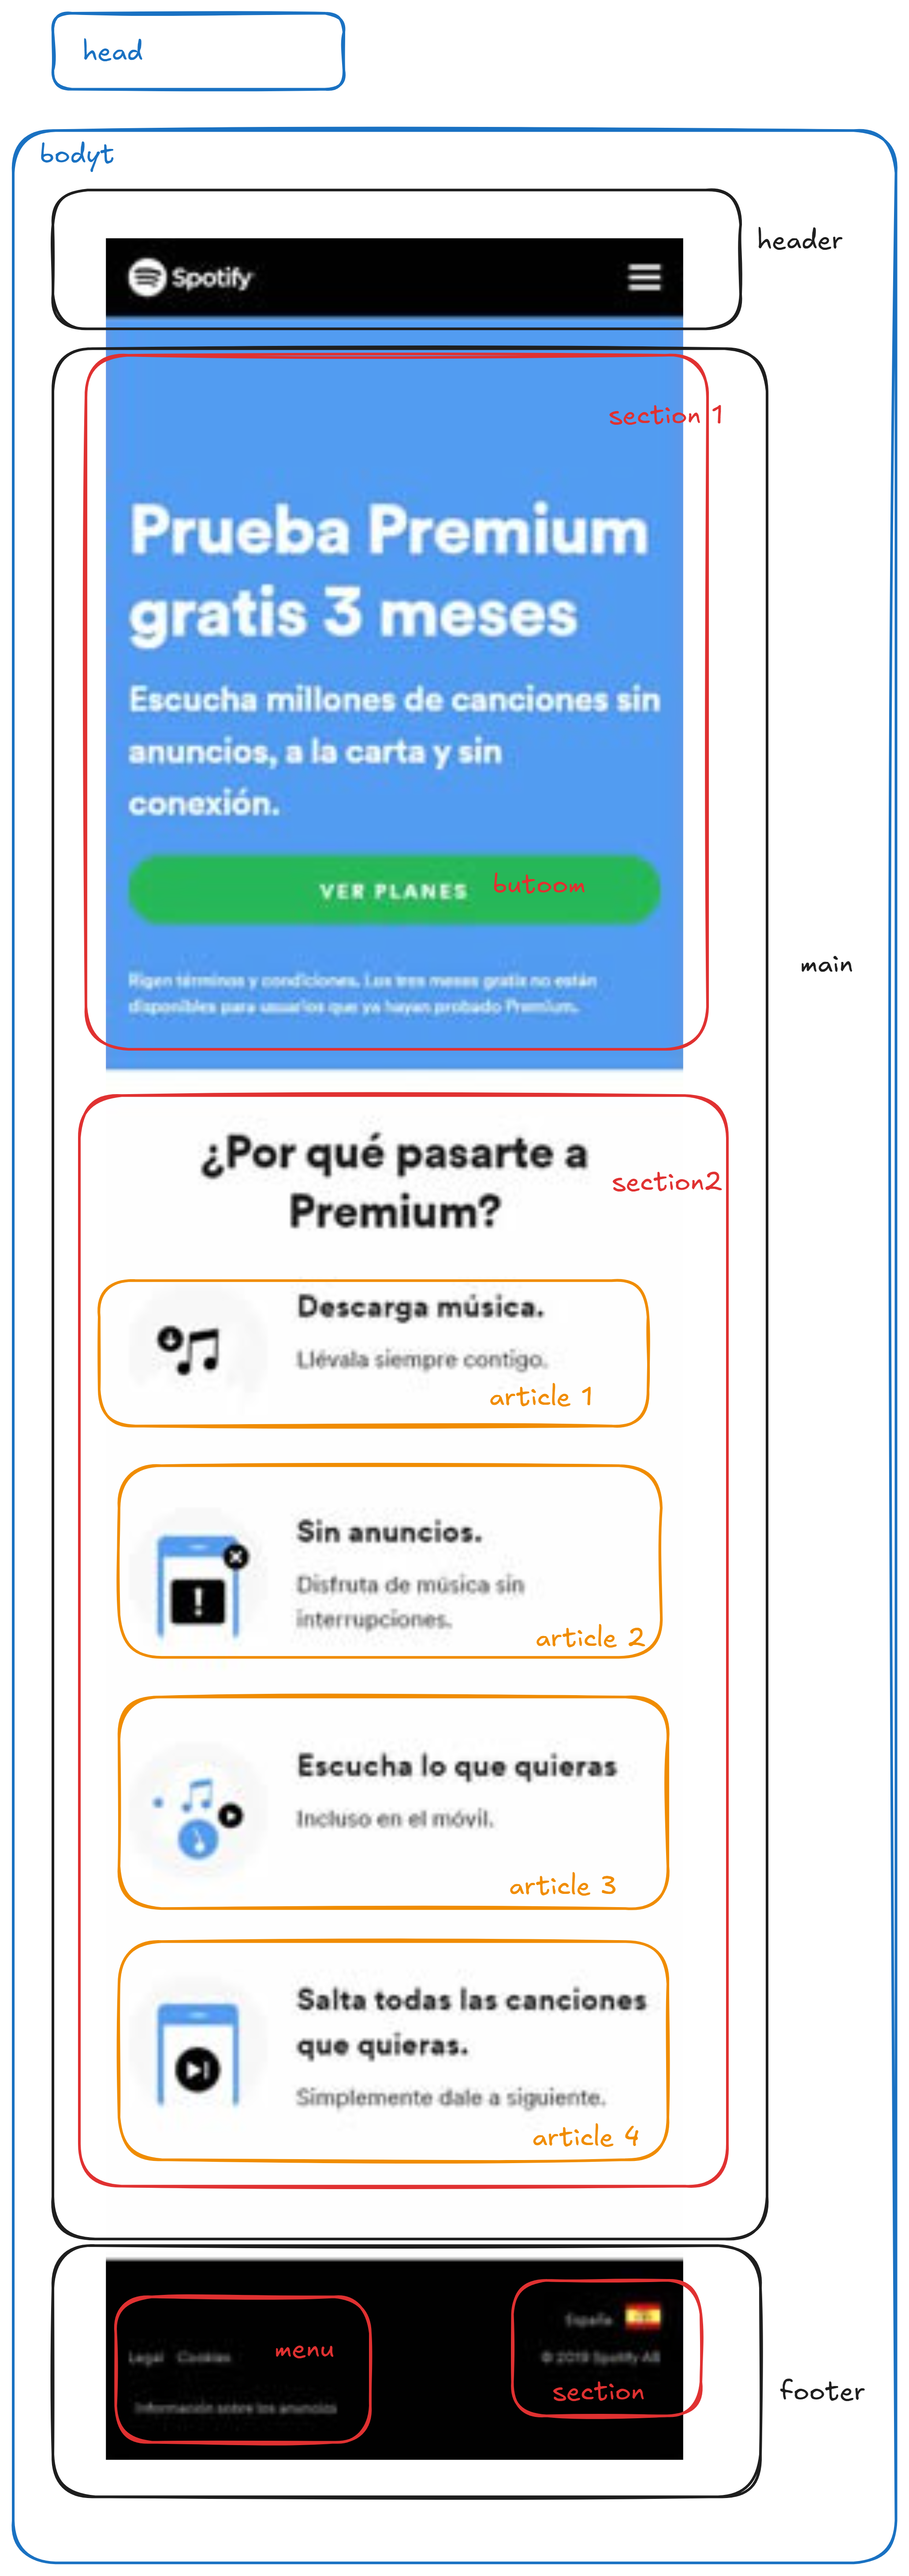 head
bodyt
header
Spotify
section 1
Prueba Premium
gratis 3 meses
Escucha millones de canciones sin
anuncios, a la carta y sin
conexión.
VER PLANES
butoom
main
Rigen términos y condiciones. Los tres meses gratis no están
disponibles para usuarios que ya hayan probado Premium.
¿Por qué pasarte a
Premium?
section2
Descarga música.
Llévala siempre contigo.
article 1
Sin anuncios.
Disfruta de música sin
interrupciones.
article 2
Escucha lo que quieras
Incluso en el móvil.
article 3
Salta todas las canciones
que quieras.
Simplemente dale a siguiente.
article 4
Legal Cookies
menu
Información sobre los anuncios
España
© 2019 Spotify AB
section
footer